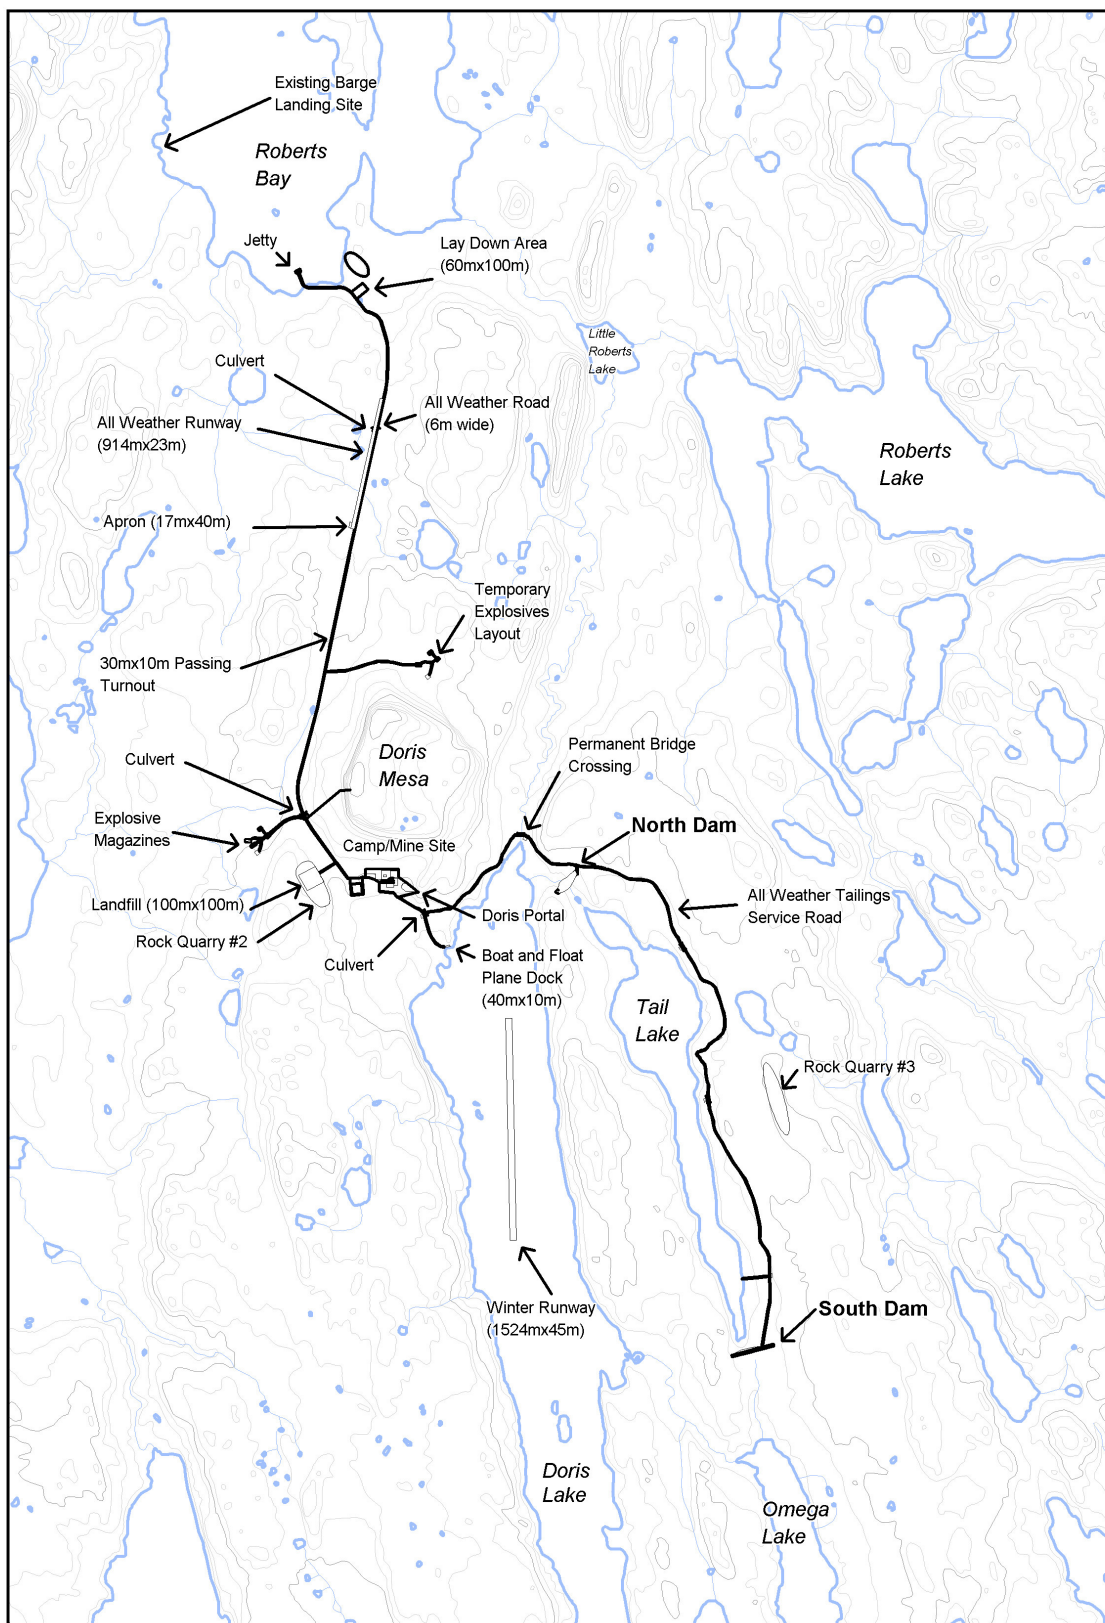 Existing Barge
Landing Site
Roberts
Bay
Jetty
Lay Down Area
(60mx100m)
Little
Roberts
Lake
Culvert
All Weather Road
(6m wide)
All Weather Runway
(914mx23m)
Roberts
Lake
Apron (17mx40m)
Temporary
Explosives
Layout
30mx10m Passing
Turnout
Doris
Mesa
Permanent Bridge
Crossing
Culvert
Explosive
Magazines
North Dam
Camp/Mine Site
All Weather Tailings
Service Road
Landfill (100mx100m)
Doris Portal
Rock Quarry #2
Culvert
Boat and Float
Plane Dock
(40mx10m)
Tail
Lake
Rock Quarry #3
Winter Runway
(1524mx45m)
South Dam
Doris
Lake
Omega
Lake